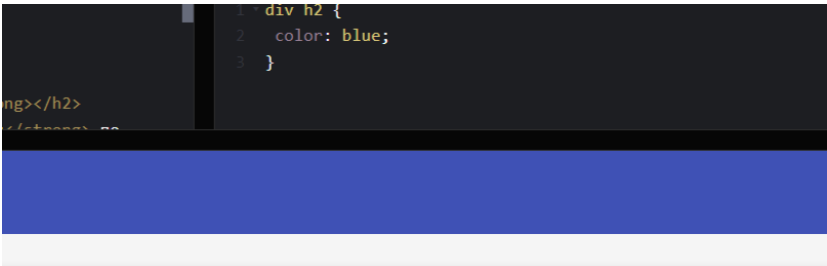 1 div h2 {
2 color: blue;
3 }
ong></h2>
></strong> no